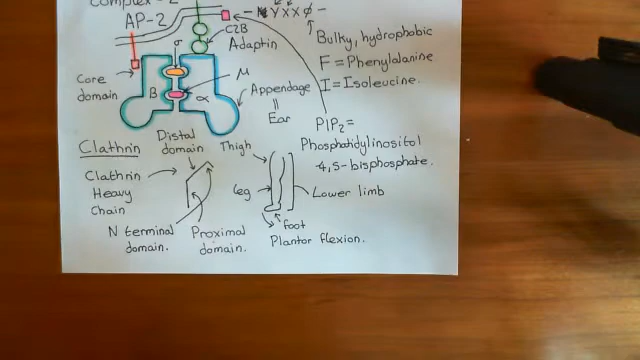 Complex-2
AP-2
- YXXø -
C2B
Adaptin
Bulky, hydrophobic
F = Phenylalanine
I = Isoleucine.
σ
Core
domain
β
μ
α
Appendage
=
Ear
PIP2 =
Phosphatidylinositol
4,5-bisphosphate.
Clathrin
Distal
domain
Thigh
Clathrin
Heavy
Chain
Leg
Lower limb
N terminal
domain.
Proximal
domain.
foot
Plantor flexion.